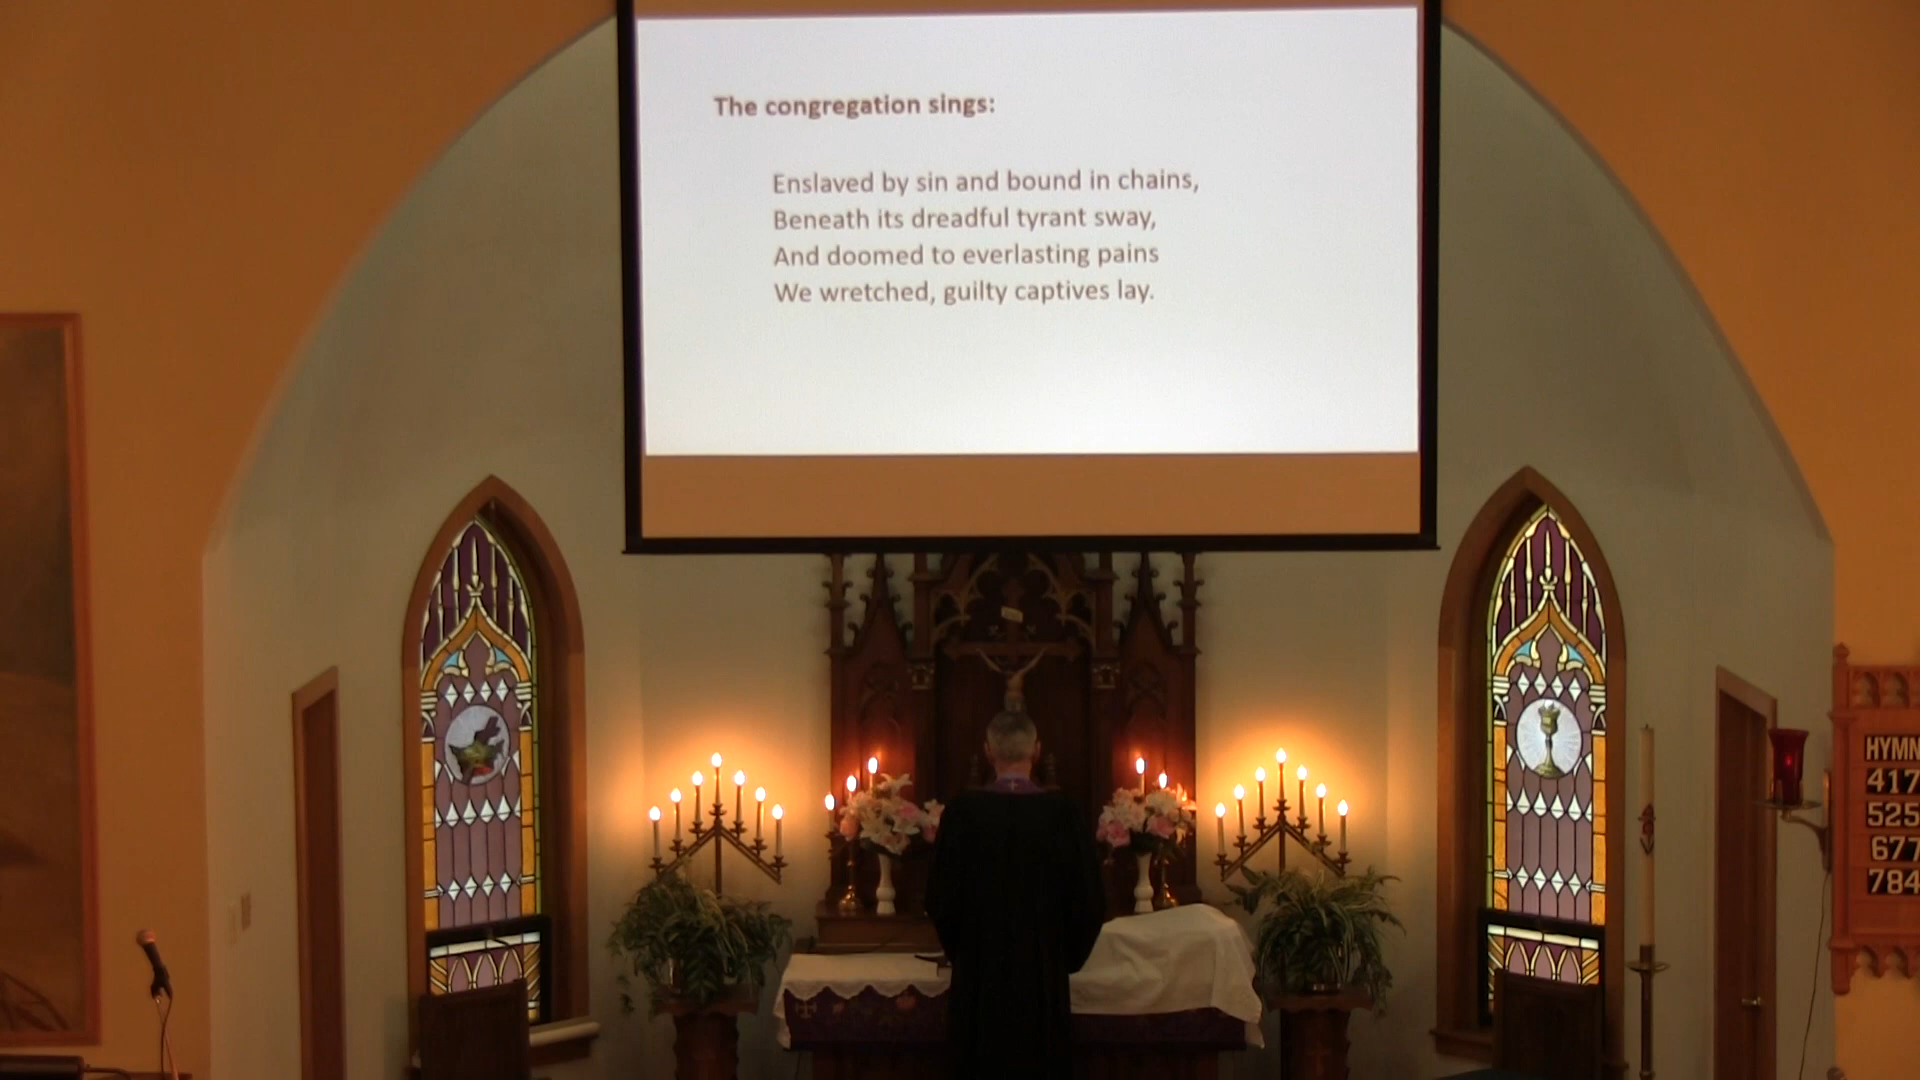 The congregation sings:
Enslaved by sin and bound in chains,
Beneath its dreadful tyrant sway,
And doomed to everlasting pains
We wretched, guilty captives lay.
HYMN
417
525
677
784